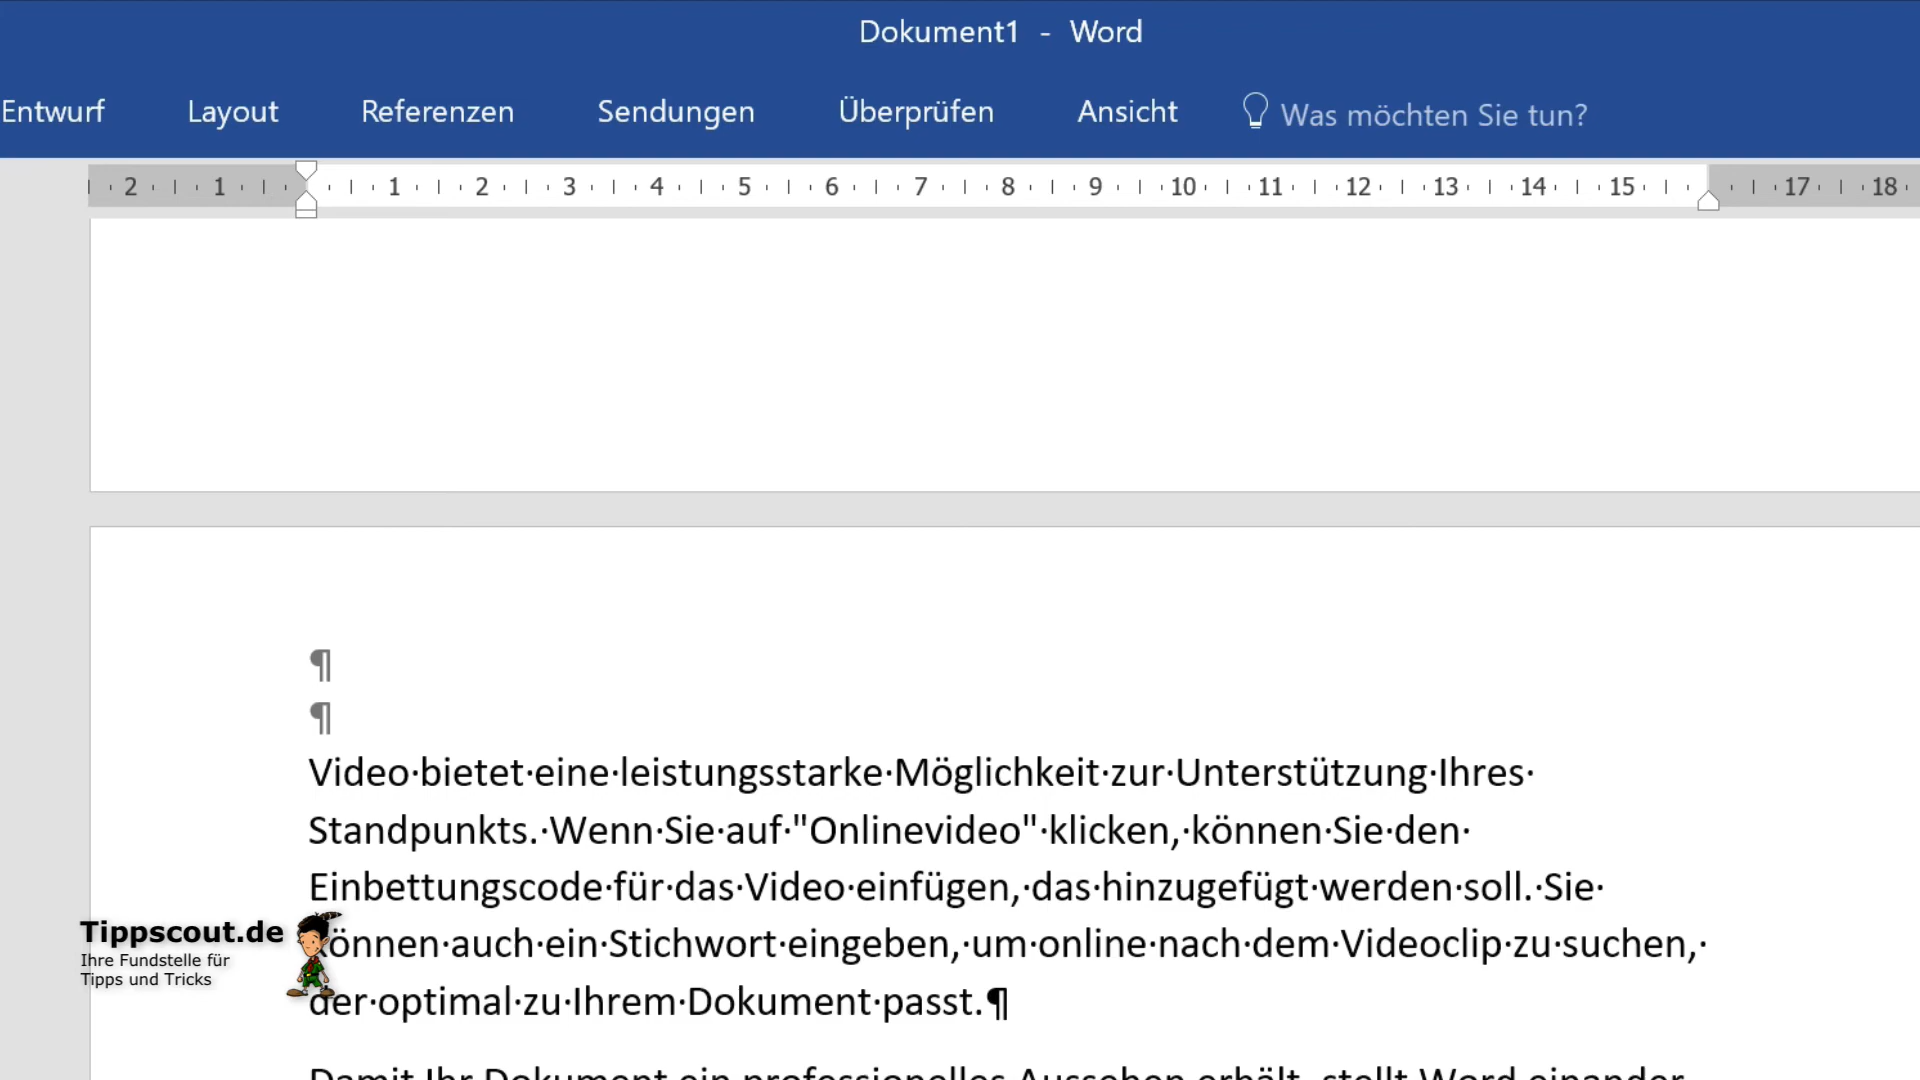 Dokument1 - Word
Entwurf Layout Referenzen Sendungen Überprüfen Ansicht Was möchten Sie tun?
2 1 1 2 3 4 5 6 7 8 9 10 11 12 13 14 15 17 18
¶
¶
Video·bietet·eine·leistungsstarke·Möglichkeit·zur·Unterstützung·Ihres·
Standpunkts.·Wenn·Sie·auf·"Onlinevideo"·klicken,·können·Sie·den·
Einbettungscode·für·das·Video·einfügen,·das·hinzugefügt·werden·soll.·Sie·
können·auch·ein·Stichwort·eingeben,·um·online·nach·dem·Videoclip·zu·suchen,·
der·optimal·zu·Ihrem·Dokument·passt.¶
Damit·Ihr·Dokument·ein·professionelles·Aussehen·erhält,·stellt·Word·einander
Tippscout.de
Ihre Fundstelle für
Tipps und Tricks